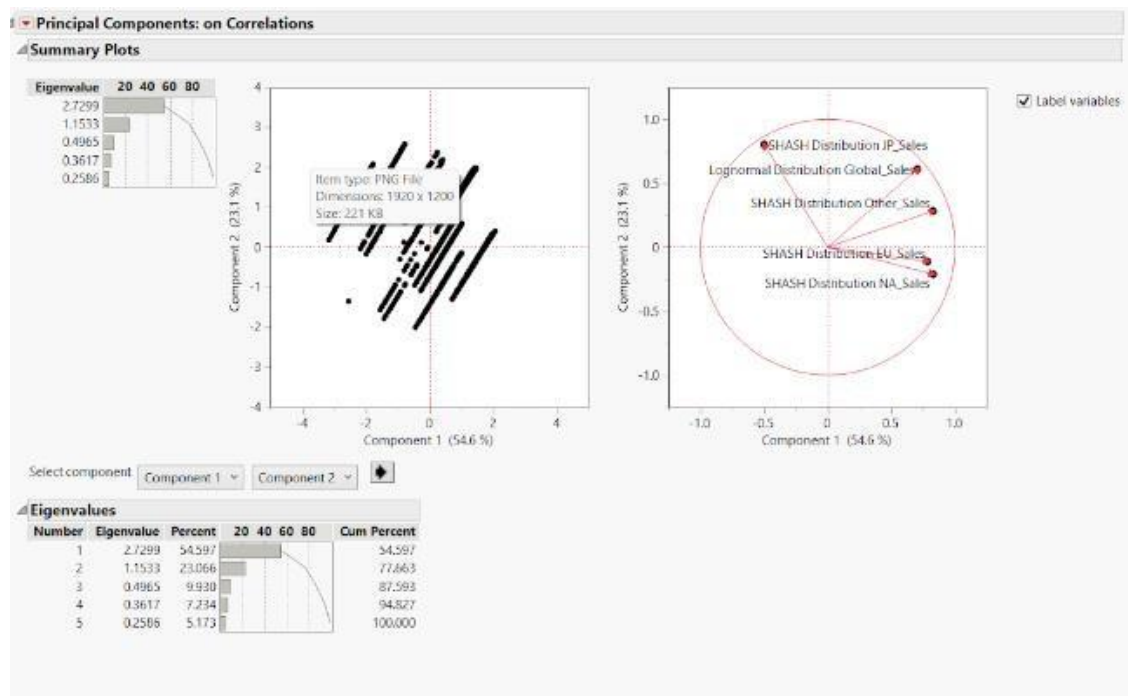 Principal Components: on Correlations
Summary Plots
Eigenvalue 20 40 60 80
2.7299
1.1533
0.4965
0.3617
0.2586
4
3
2
1
0
-1
-2
-3
-4
Component 2 (23.1 %)
-4 -2 0 2 4
Component 1 (54.6 %)
Item type: PNG File
Dimensions: 1920 x 1200
Size: 221 KB
1.0
0.5
0
-0.5
-1.0
Component 2 (23.1 %)
SHASH Distribution JP_Sales
Lognormal Distribution Global_Sales
SHASH Distribution Other_Sales
SHASH Distribution EU_Sales
SHASH Distribution NA_Sales
-1.0 -0.5 0 0.5 1.0
Component 1 (54.6 %)
Label variables
Select component Component 1 Component 2
Eigenvalues
Number Eigenvalue Percent 20 40 60 80 Cum Percent
1 2.7299 54.597 54.597
2 1.1533 23.066 77.663
3 0.4965 9.930 87.593
4 0.3617 7.234 94.827
5 0.2586 5.173 100.000